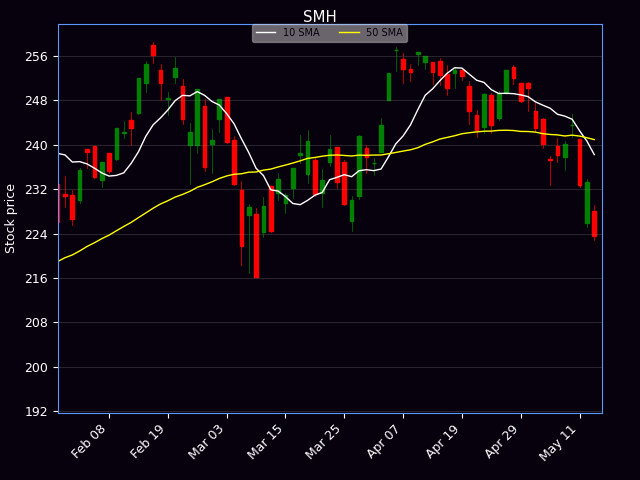 SMH
10 SMA
50 SMA
Stock price
256
248
240
232
224
216
208
200
192
Feb 08
Feb 19
Mar 03
Mar 15
Mar 25
Apr 07
Apr 19
Apr 29
May 11